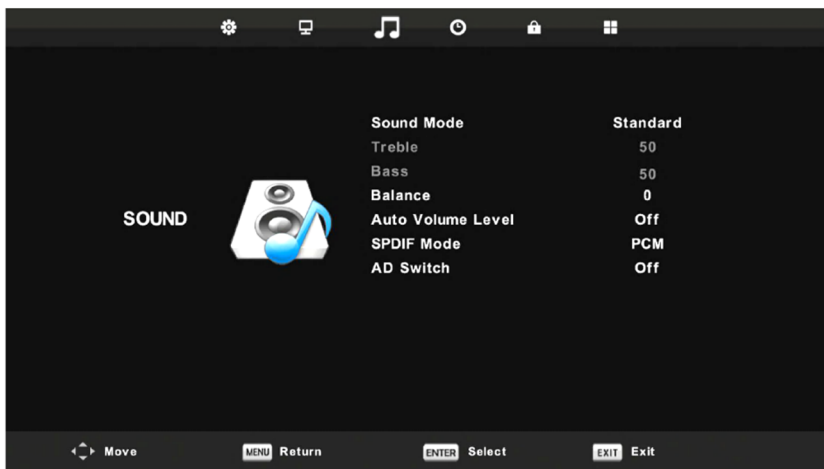 Sound Mode Standard
Treble 50
Bass 50
Balance 0
SOUND
Auto Volume Level Off
SPDIF Mode PCM
AD Switch Off
Move MENU Return ENTER Select EXIT Exit